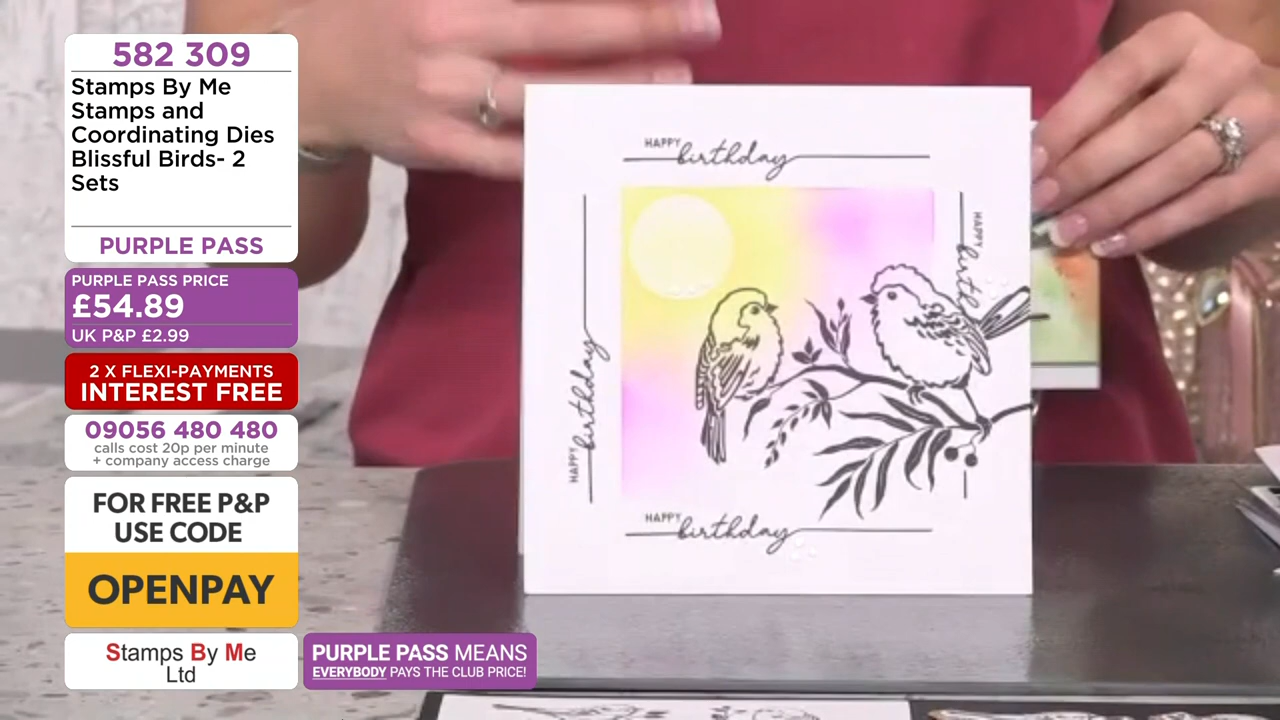 582 309
Stamps By Me
Stamps and
Coordinating Dies
Blissful Birds- 2
Sets
PURPLE PASS
PURPLE PASS PRICE
£54.89
UK P&P £2.99
2 X FLEXI-PAYMENTS
INTEREST FREE
09056 480 480
calls cost 20p per minute
+ company access charge
FOR FREE P&P
USE CODE
OPENPAY
Stamps By Me
Ltd
PURPLE PASS MEANS
EVERYBODY PAYS THE CLUB PRICE!
HAPPY birthday
HAPPY birthday
HAPPY birthday